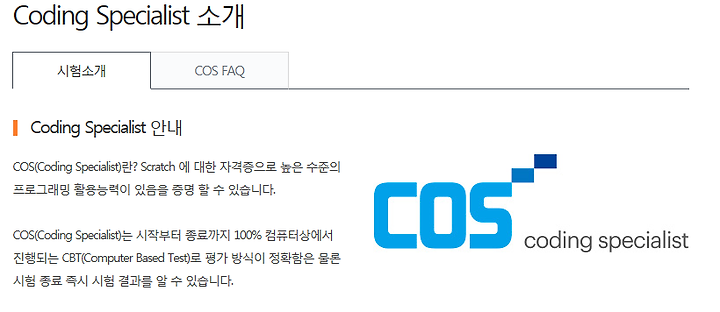 Coding Specialist 소개
시험소개
COS FAQ
Coding Specialist 안내
COS(Coding Specialist)란? Scratch 에 대한 자격증으로 높은 수준의
프로그래밍 활용능력이 있음을 증명 할 수 있습니다.
COS(Coding Specialist)는 시작부터 종료까지 100% 컴퓨터상에서
진행되는 CBT(Computer Based Test)로 평가 방식이 정확함은 물론
시험 종료 즉시 시험 결과를 알 수 있습니다.
COS
coding specialist